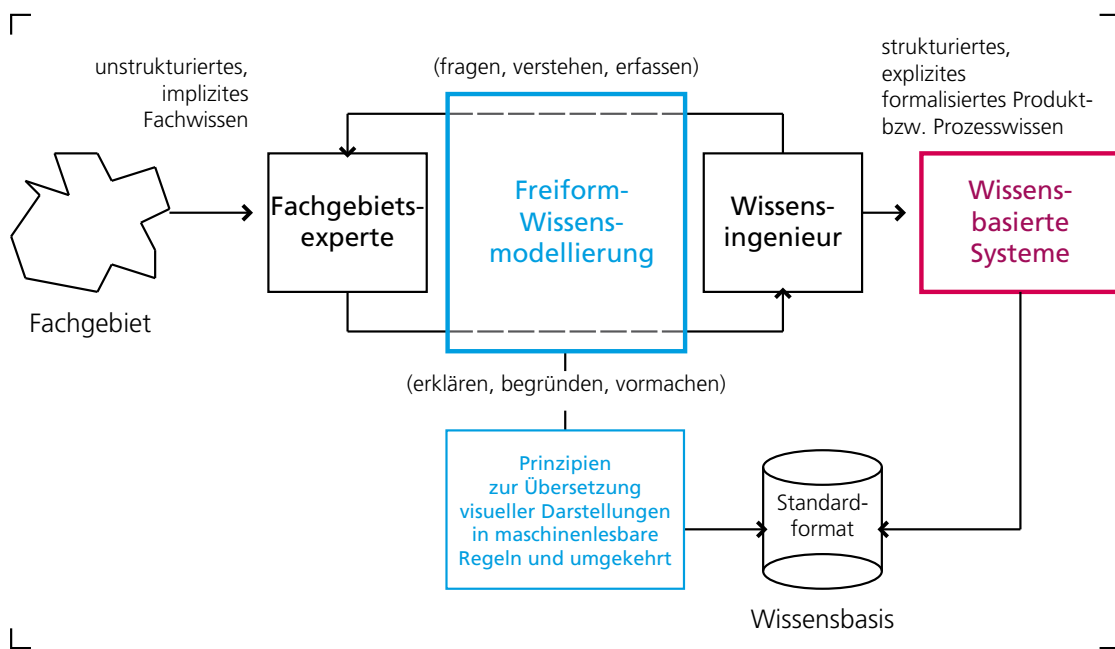 unstrukturiertes,
implizites
Fachwissen
(fragen, verstehen, erfassen)
strukturiertes,
explizites
formalisiertes Produkt-
bzw. Prozesswissen
Fachgebiet
Fachgebiets-
experte
Freiform-
Wissens-
modellierung
Wissens-
ingenieur
Wissens-
basierte
Systeme
(erklären, begründen, vormachen)
Prinzipien
zur Übersetzung
visueller Darstellungen
in maschinenlesbare
Regeln und umgekehrt
Standard-
format
Wissensbasis